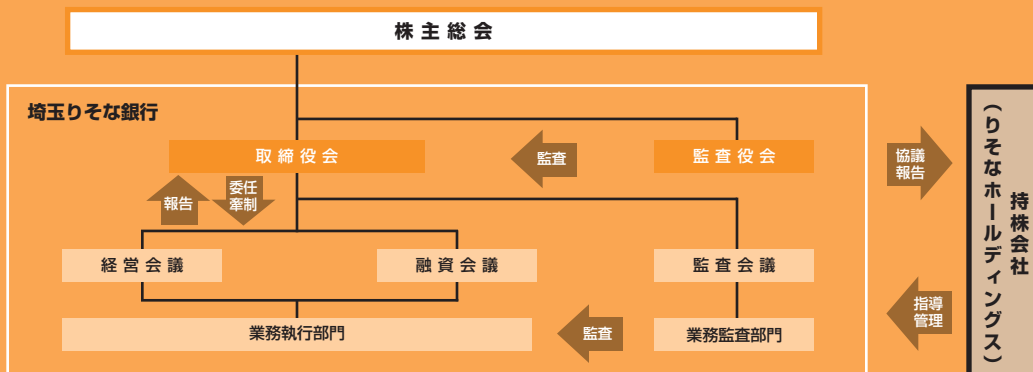 株主総会
埼玉りそな銀行
取締役会
監査
監査役会
報告
委任
牽制
経営会議
融資会議
監査会議
業務執行部門
監査
業務監査部門
協議
報告
指導
管理
持株会社
（りそなホールディングス）